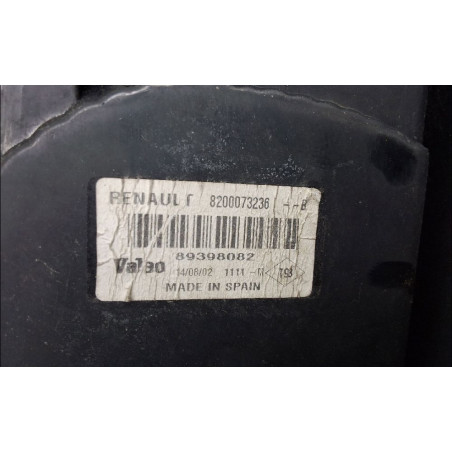 RENAULT 8200073236 --B
89398082
Valeo 14/08/02 1111 -M
MADE IN SPAIN